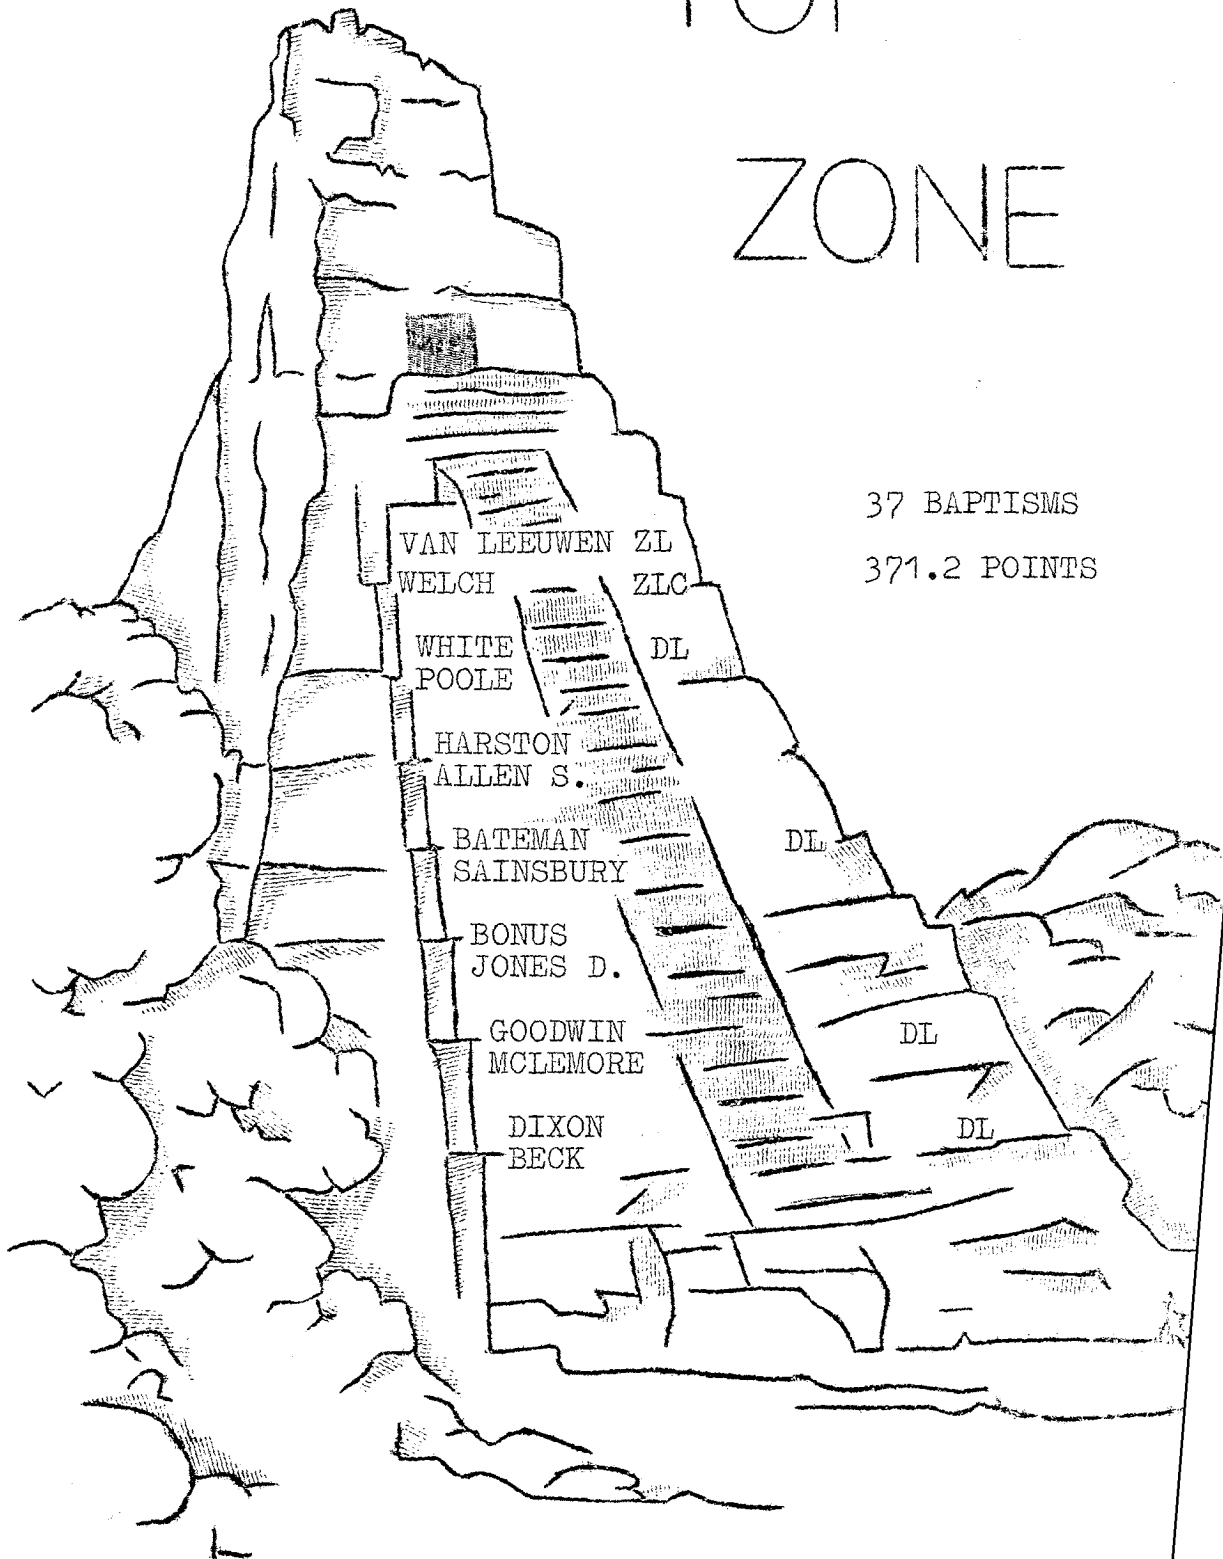 TOP
ZONE
37 BAPTISMS
371.2 POINTS
VAN LEEUWEN ZL
WELCH ZLC
WHITE DL
POOLE
HARSTON
ALLEN S.
BATEMAN DL
SAINSBURY
BONUS
JONES D.
GOODWIN DL
MCLEMORE
DIXON DL
BECK